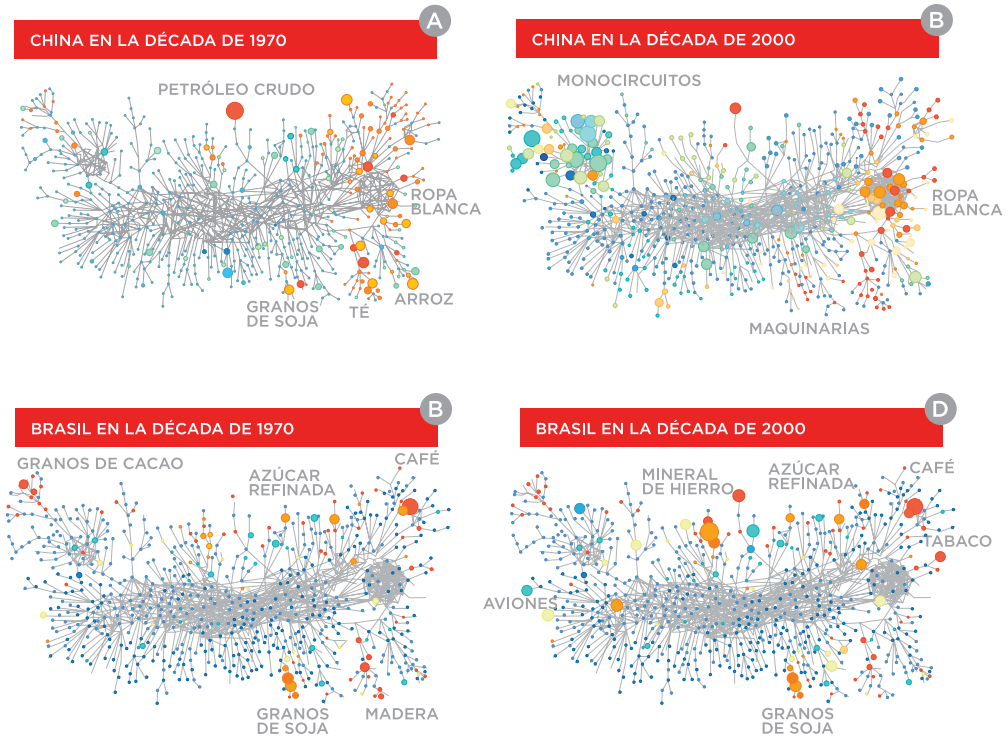 A
CHINA EN LA DÉCADA DE 1970
PETRÓLEO CRUDO
ROPA
BLANCA
GRANOS
DE SOJA
TÉ
ARROZ
B
CHINA EN LA DÉCADA DE 2000
MONOCIRCUITOS
ROPA
BLANCA
MAQUINARIAS
B
BRASIL EN LA DÉCADA DE 1970
GRANOS DE CACAO
AZÚCAR
REFINADA
CAFÉ
GRANOS
DE SOJA
MADERA
D
BRASIL EN LA DÉCADA DE 2000
MINERAL
DE HIERRO
AZÚCAR
REFINADA
CAFÉ
TABACO
AVIONES
GRANOS
DE SOJA